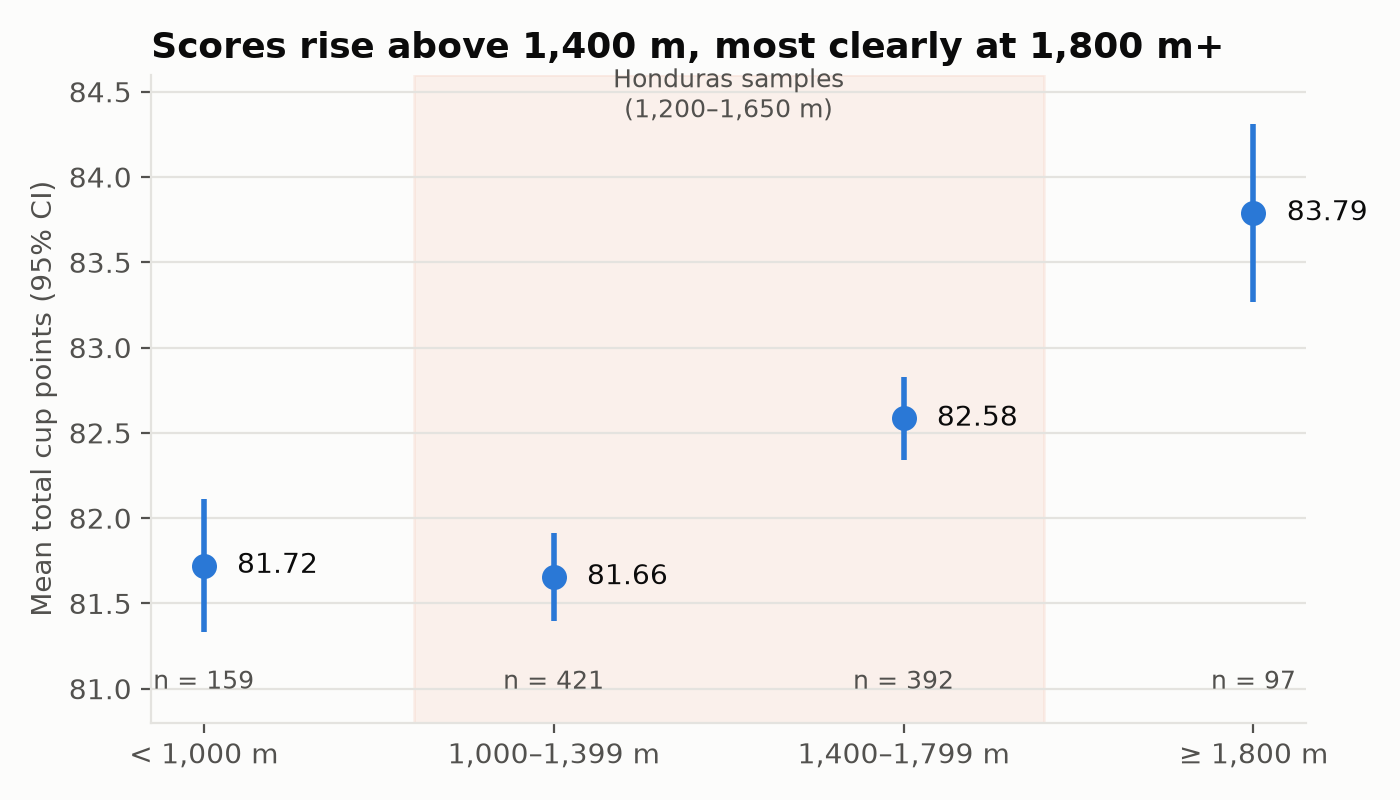 Scores rise above 1,400 m, most clearly at 1,800 m+
Honduras samples
(1,200–1,650 m)
Mean total cup points (95% CI)
84.5
84.0
83.5
83.0
82.5
82.0
81.5
81.0
83.79
82.58
81.72
81.66
n = 159
n = 421
n = 392
n = 97
< 1,000 m
1,000–1,399 m
1,400–1,799 m
≥ 1,800 m